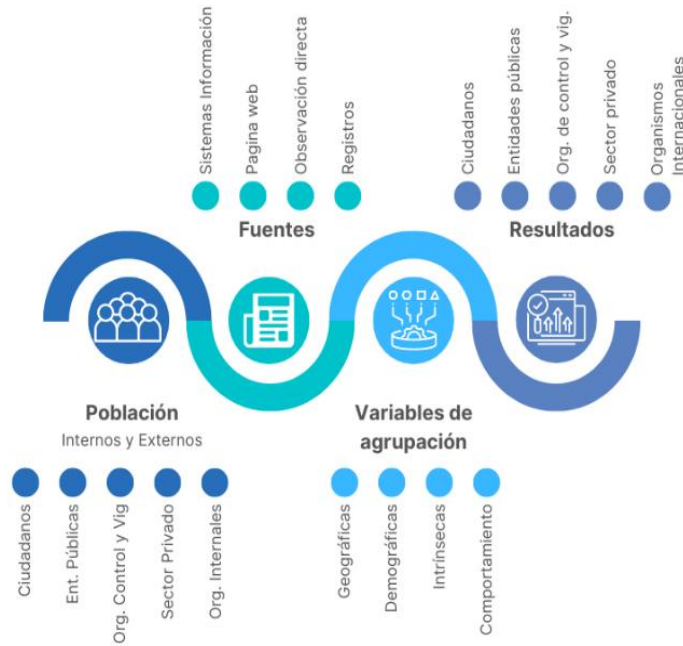 Sistemas Información
Pagina web
Observación directa
Registros
Fuentes
Ciudadanos
Entidades públicas
Org. de control y vig.
Sector privado
Organismos
Internacionales
Resultados
Población
Internos y Externos
Ciudadanos
Ent. Públicas
Org. Control y Vig
Sector Privado
Org. Internales
Variables de
agrupación
Geográficas
Demográficas
Intrínsecas
Comportamiento